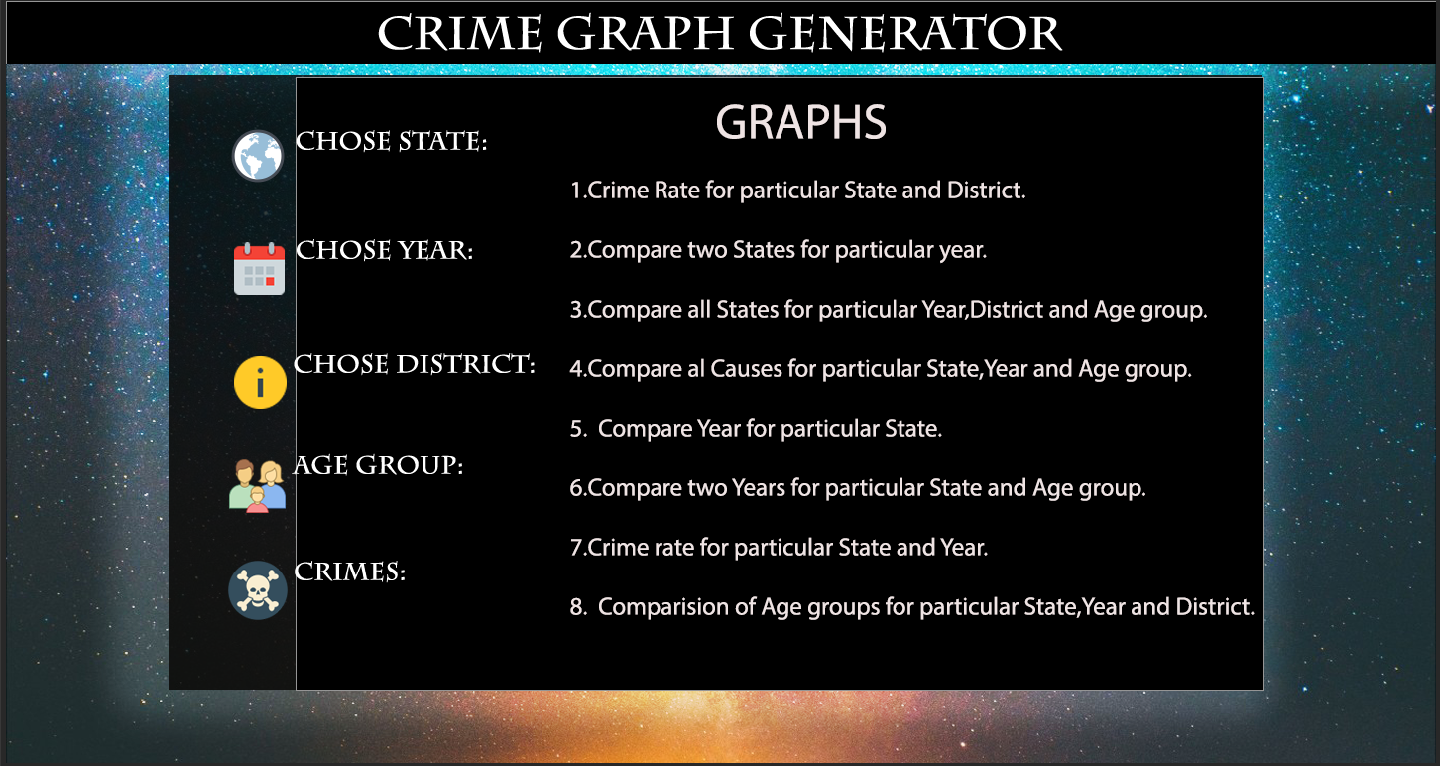 CRIME GRAPH GENERATOR
CHOSE STATE:
CHOSE YEAR:
CHOSE DISTRICT:
AGE GROUP:
CRIMES:
GRAPHS
1.Crime Rate for particular State and District.
2.Compare two States for particular year.
3.Compare all States for particular Year,District and Age group.
4.Compare al Causes for particular State,Year and Age group.
5. Compare Year for particular State.
6.Compare two Years for particular State and Age group.
7.Crime rate for particular State and Year.
8. Comparision of Age groups for particular State,Year and District.